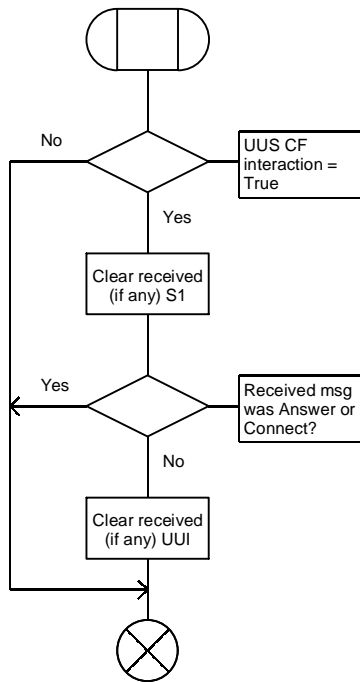 No
UUS CF
interaction =
True
Yes
Clear received
(if any) S1
Yes
Received msg
was Answer or
Connect?
No
Clear received
(if any) UUI